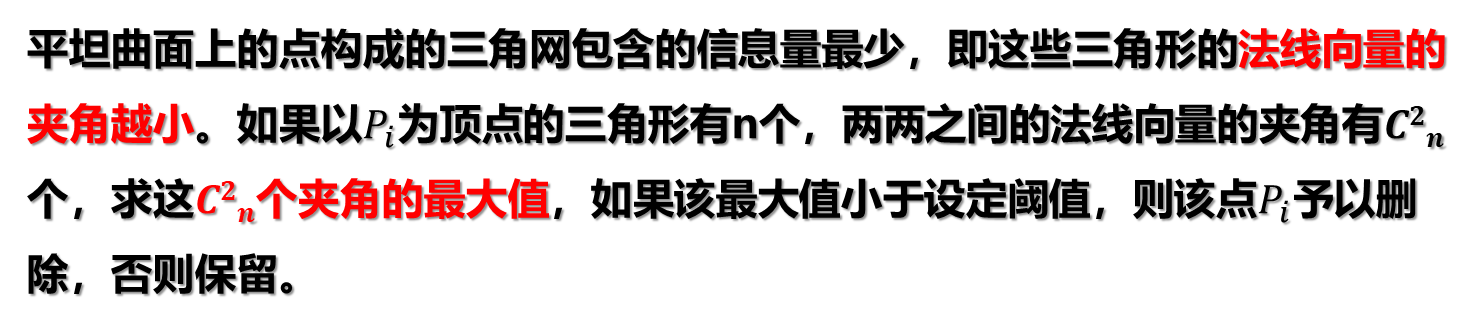 平坦曲面上的点构成的三角网包含的信息量最少，即这些三角形的法线向量的
夹角越小。如果以𝑃ᵢ为顶点的三角形有n个，两两之间的法线向量的夹角有𝑪²ₙ
个，求这𝑪²ₙ个夹角的最大值，如果该最大值小于设定阈值，则该点𝑃ᵢ予以删
除，否则保留。